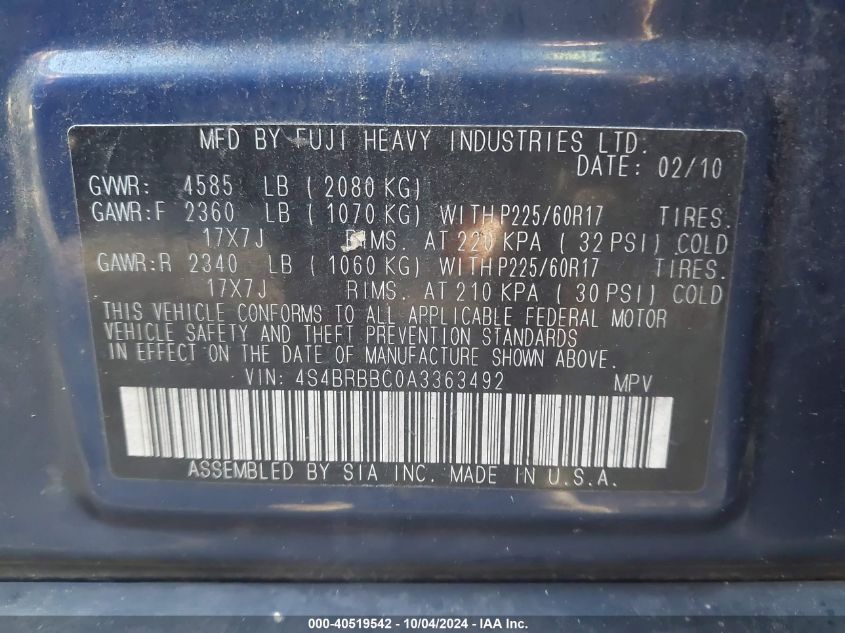 MFD BY FUJI HEAVY INDUSTRIES LTD.
DATE: 02/10
GVWR: 4585 LB ( 2080 KG)
GAWR:F 2360 LB ( 1070 KG) WITH P225/60R17 TIRES.
17X7J RIMS. AT 220 KPA ( 32 PSI) COLD
GAWR:R 2340 LB ( 1060 KG) WITH P225/60R17 TIRES.
17X7J RIMS. AT 210 KPA ( 30 PSI) COLD
THIS VEHICLE CONFORMS TO ALL APPLICABLE FEDERAL MOTOR
VEHICLE SAFETY AND THEFT PREVENTION STANDARDS
IN EFFECT ON THE DATE OF MANUFACTURE SHOWN ABOVE.
VIN: 4S4BRBBC0A3363492 MPV
ASSEMBLED BY SIA INC. MADE IN U.S.A.
000-40519542 - 10/04/2024 - IAA Inc.